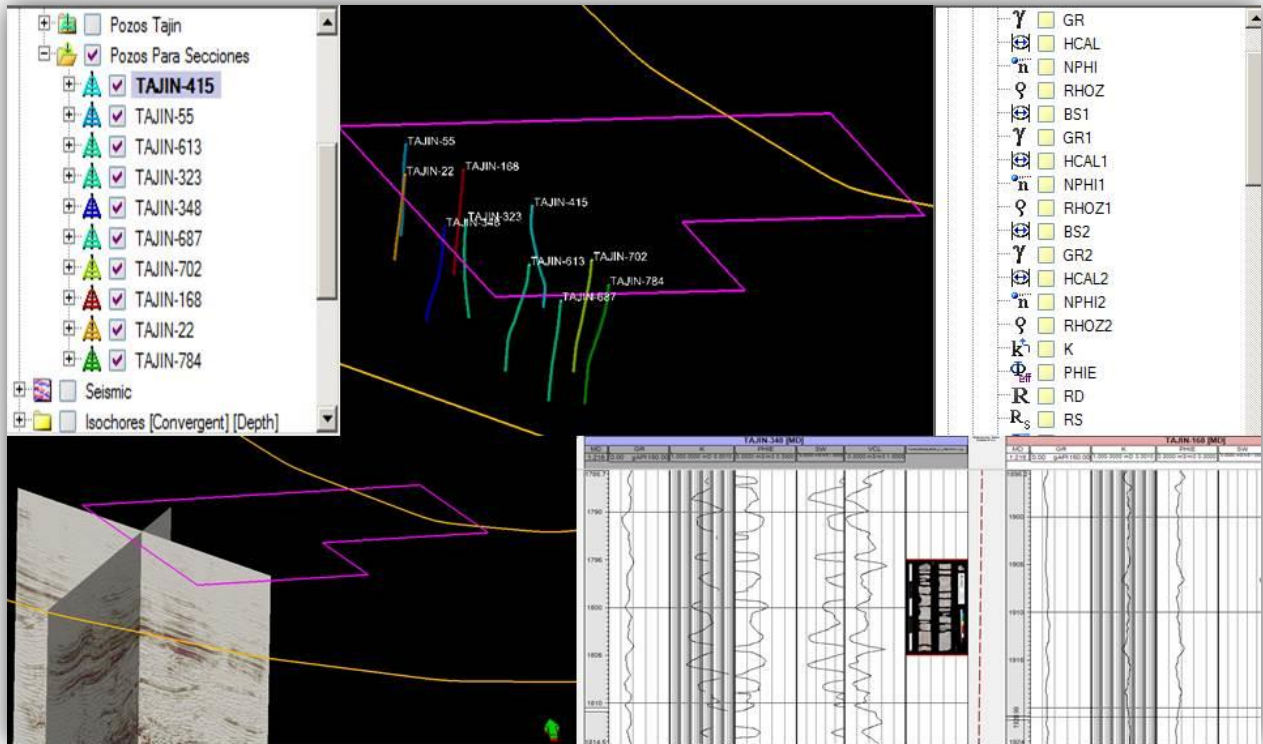 Pozos Tajin
Pozos Para Secciones
TAJIN-415
TAJIN-55
TAJIN-613
TAJIN-323
TAJIN-348
TAJIN-687
TAJIN-702
TAJIN-168
TAJIN-22
TAJIN-784
Seismic
Isochores [Convergent] [Depth]
TAJIN-55
TAJIN-22
TAJIN-168
TAJIN-323
TAJIN-348
TAJIN-415
TAJIN-613
TAJIN-702
TAJIN-784
TAJIN-687
γ GR
HCAL
n NPHI
RHOZ
BS1
γ GR1
HCAL1
n NPHI1
RHOZ1
BS2
γ GR2
HCAL2
n NPHI2
RHOZ2
k K
Φeff PHIE
R RD
Rs RS
TAJIN-348 [MD]
MD GR K PHIE SW VCL
1790
1795
1800
1805
1810
TAJIN-168 [MD]
MD GR K PHIE SW
1900
1910
1915